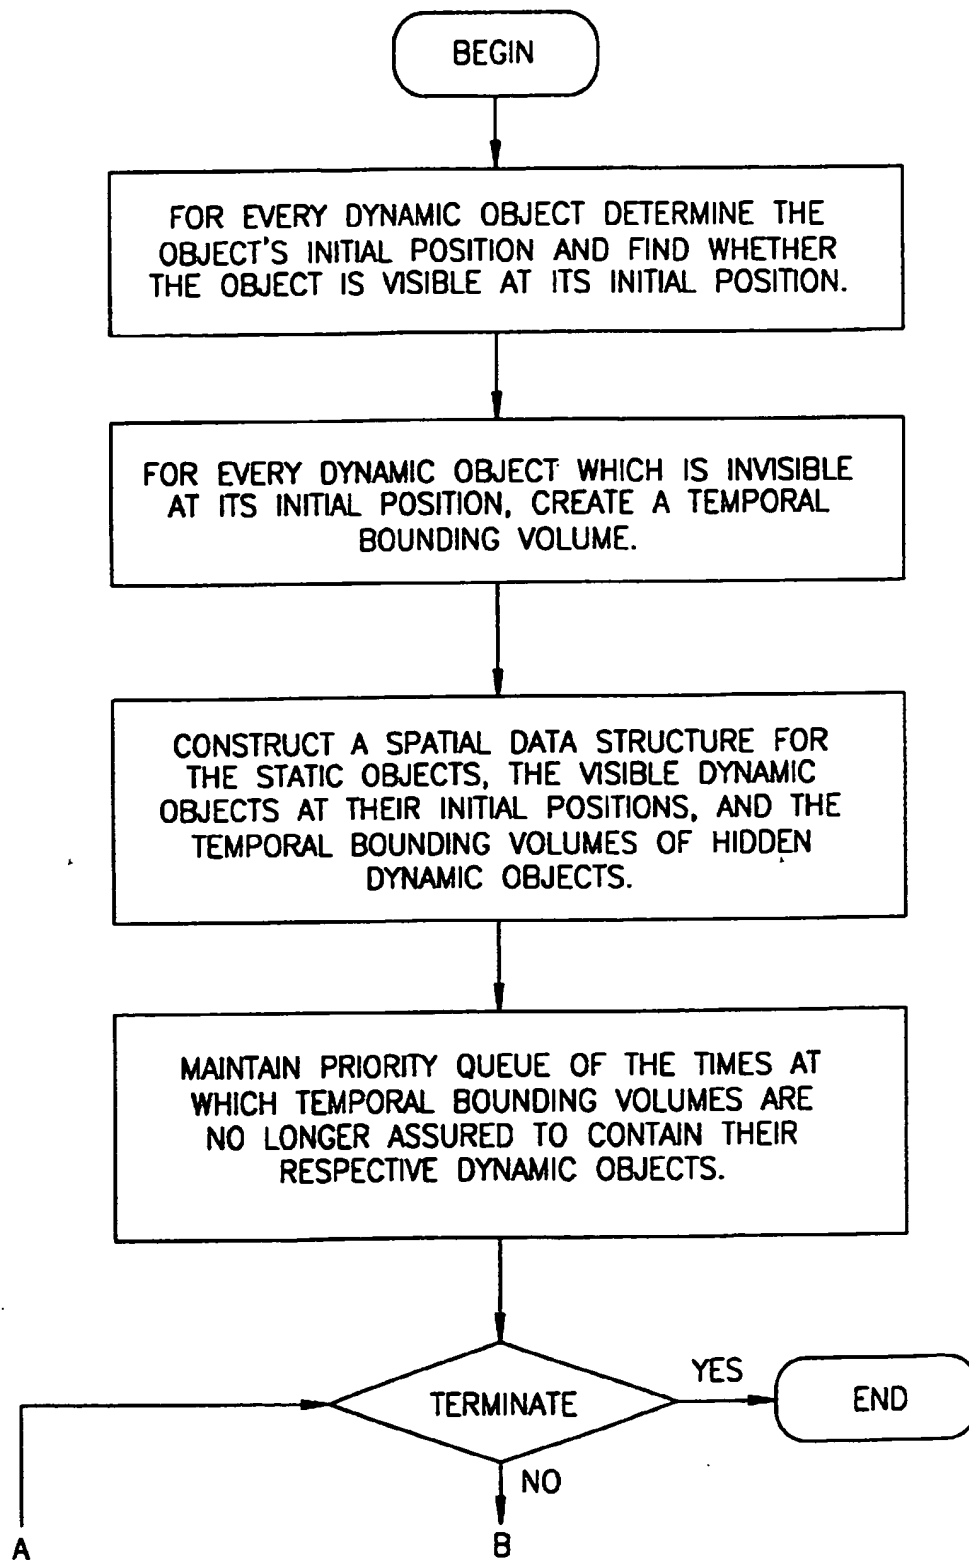 BEGIN
FOR EVERY DYNAMIC OBJECT DETERMINE THE
OBJECT'S INITIAL POSITION AND FIND WHETHER
THE OBJECT IS VISIBLE AT ITS INITIAL POSITION.
FOR EVERY DYNAMIC OBJECT WHICH IS INVISIBLE
AT ITS INITIAL POSITION, CREATE A TEMPORAL
BOUNDING VOLUME.
CONSTRUCT A SPATIAL DATA STRUCTURE FOR
THE STATIC OBJECTS, THE VISIBLE DYNAMIC
OBJECTS AT THEIR INITIAL POSITIONS, AND THE
TEMPORAL BOUNDING VOLUMES OF HIDDEN
DYNAMIC OBJECTS.
MAINTAIN PRIORITY QUEUE OF THE TIMES AT
WHICH TEMPORAL BOUNDING VOLUMES ARE
NO LONGER ASSURED TO CONTAIN THEIR
RESPECTIVE DYNAMIC OBJECTS.
TERMINATE
YES
END
NO
A
B